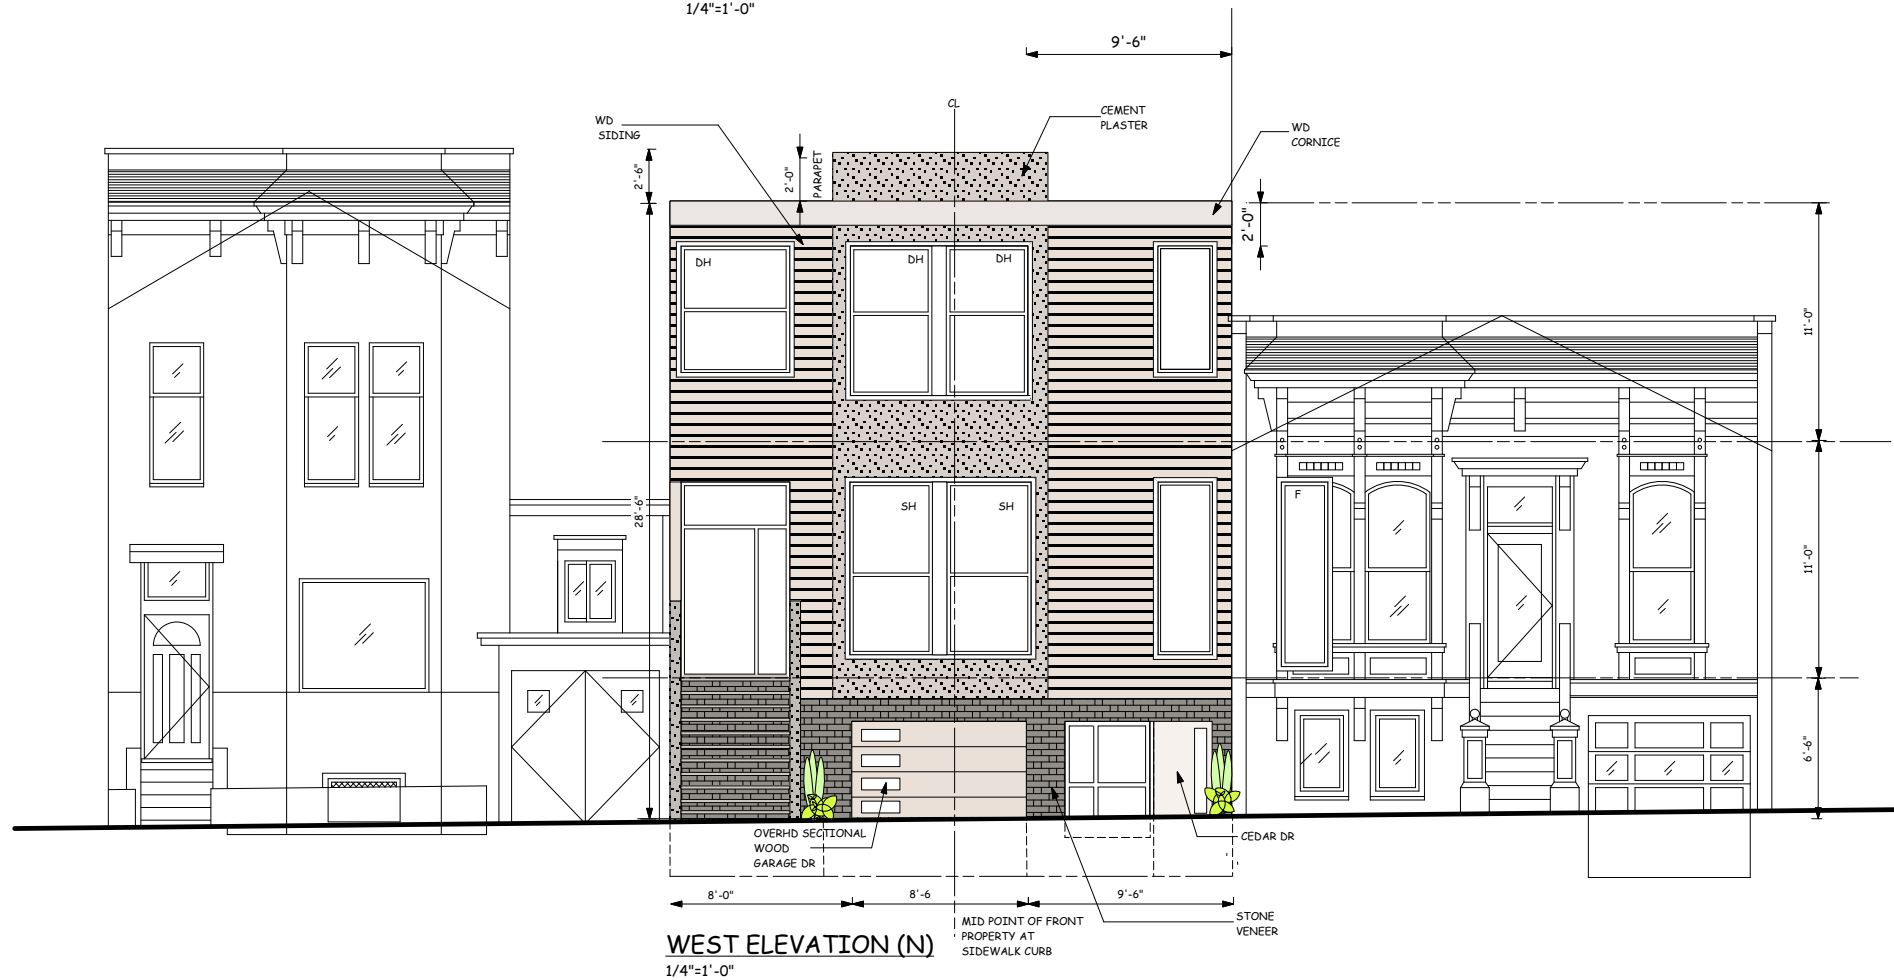 1/4"=1'-0"
9'-6"
CL
CEMENT
PLASTER
WD
SIDING
WD
CORNICE
2'-6"
2'-0"
PARAPET
2'-0"
DH
DH
DH
11'-0"
F
SH
SH
28'-6"
11'-0"
6'-6"
OVERHD SECTIONAL
WOOD
GARAGE DR
CEDAR DR
8'-0"
8'-6
9'-6"
MID POINT OF FRONT
PROPERTY AT
SIDEWALK CURB
STONE
VENEER
WEST ELEVATION (N)
1/4"=1'-0"